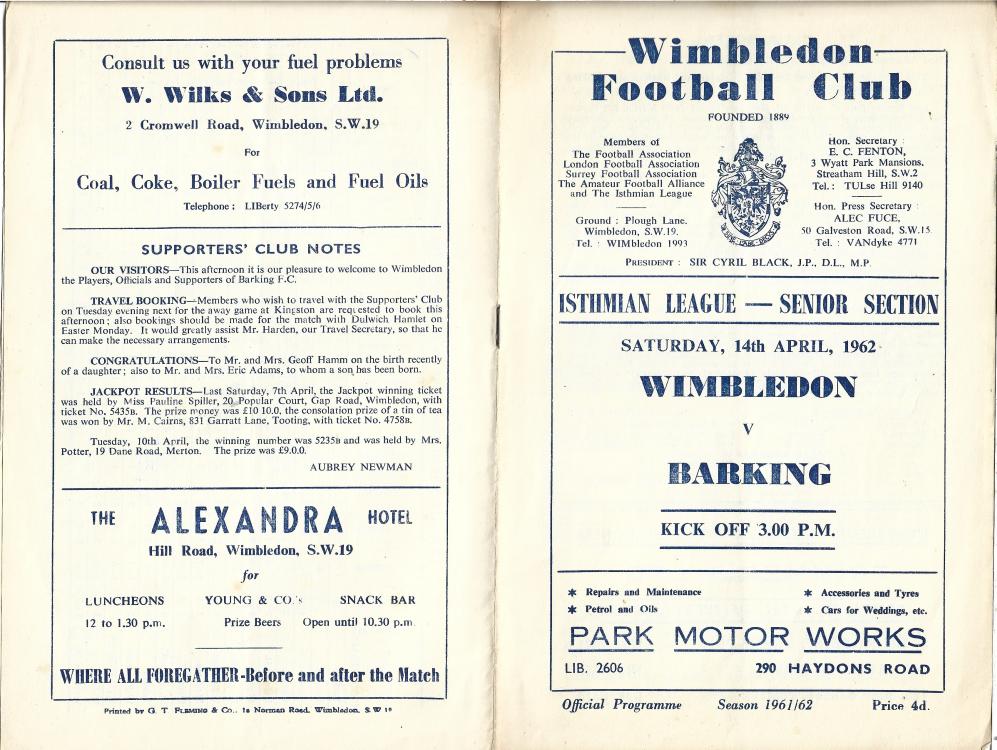 Consult us with your fuel problems
W. Wilks & Sons Ltd.
2 Cromwell Road, Wimbledon, S.W.19
For
Coal, Coke, Boiler Fuels and Fuel Oils
Telephone : LIBerty 5274/5/6
SUPPORTERS' CLUB NOTES
OUR VISITORS—This afternoon it is our pleasure to welcome to Wimbledon
the Players, Officials and Supporters of Barking F.C.
TRAVEL BOOKING—Members who wish to travel with the Supporters' Club
on Tuesday evening next for the away game at Kingston are requested to book this
afternoon; also bookings should be made for the match with Dulwich Hamlet on
Easter Monday. It would greatly assist Mr. Harden, our Travel Secretary, so that he
can make the necessary arrangements.
CONGRATULATIONS—To Mr. and Mrs. Geoff Hamm on the birth recently
of a daughter; also to Mr. and Mrs. Eric Adams, to whom a son has been born.
JACKPOT RESULTS—Last Saturday, 7th April, the Jackpot winning ticket
was held by Miss Pauline Spiller, 20 Popular Court, Gap Road, Wimbledon, with
ticket No. 5435B. The prize money was £10 10.0, the consolation prize of a tin of tea
was won by Mr. M. Cairns, 831 Garratt Lane, Tooting, with ticket No. 4758B.
Tuesday, 10th April, the winning number was 5235B and was held by Mrs.
Potter, 19 Dane Road, Merton. The prize was £9.0.0.
AUBREY NEWMAN
THE ALEXANDRA HOTEL
Hill Road, Wimbledon, S.W.19
for
LUNCHEONS YOUNG & CO.'s SNACK BAR
12 to 1.30 p.m. Prize Beers Open until 10.30 p.m.
WHERE ALL FOREGATHER-Before and after the Match
Printed by G. T. FLEMING & Co., 1a Norman Road, Wimbledon, S.W 19
Wimbledon
Football Club
FOUNDED 1889
Members of
The Football Association
London Football Association
Surrey Football Association
The Amateur Football Alliance
and The Isthmian League
Ground : Plough Lane.
Wimbledon, S.W.19.
Tel. : WIMbledon 1993
Hon. Secretary :
E. C. FENTON,
3 Wyatt Park Mansions.
Streatham Hill, S.W.2
Tel. : TULse Hill 9140
Hon. Press Secretary :
ALEC FUCE,
50 Galveston Road, S.W.15
Tel. : VANdyke 4771
PRESIDENT : SIR CYRIL BLACK, J.P., D.L., M.P.
ISTHMIAN LEAGUE — SENIOR SECTION
SATURDAY, 14th APRIL, 1962
WIMBLEDON
v
BARKING
KICK OFF 3.00 P.M.
* Repairs and Maintenance
* Petrol and Oils
* Accessories and Tyres
* Cars for Weddings, etc.
PARK MOTOR WORKS
LIB. 2606 290 HAYDONS ROAD
Official Programme Season 1961/62 Price 4d.